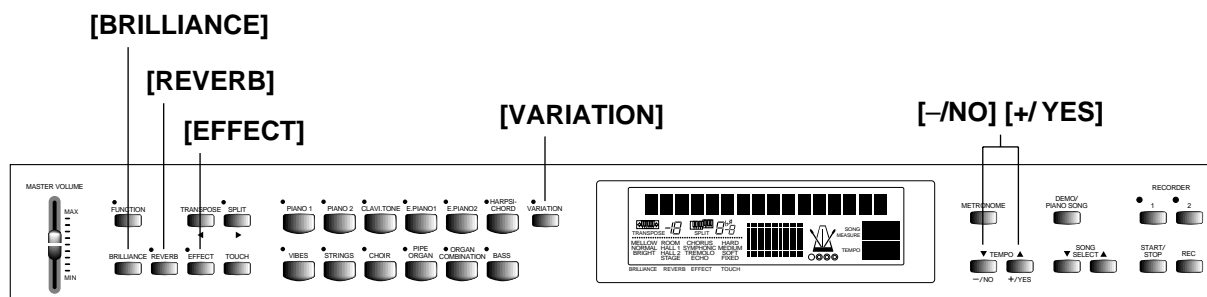 [BRILLIANCE]
[REVERB]
[EFFECT]
[VARIATION]
[–/NO] [+/ YES]
MASTER VOLUME
MAX
MIN
FUNCTION
TRANSPOSE
SPLIT
◀
▶
BRILLIANCE
REVERB
EFFECT
TOUCH
PIANO 1
PIANO 2
CLAVI.TONE
E.PIANO1
E.PIANO2
HARPSI-
CHORD
VARIATION
VIBES
STRINGS
CHOIR
PIPE
ORGAN
ORGAN
COMBINATION
BASS
TRANSPOSE
SPLIT
MELLOW
NORMAL
BRIGHT
ROOM
HALL 1
HALL 2
STAGE
CHORUS
SYMPHONIC
TREMOLO
ECHO
HARD
MEDIUM
SOFT
FIXED
SONG
MEASURE
TEMPO
BRILLIANCE
REVERB
EFFECT
TOUCH
METRONOME
DEMO/
PIANO SONG
RECORDER
1
2
▼ TEMPO ▲
–/NO
+/YES
SONG
▼ SELECT ▲
START/
STOP
REC